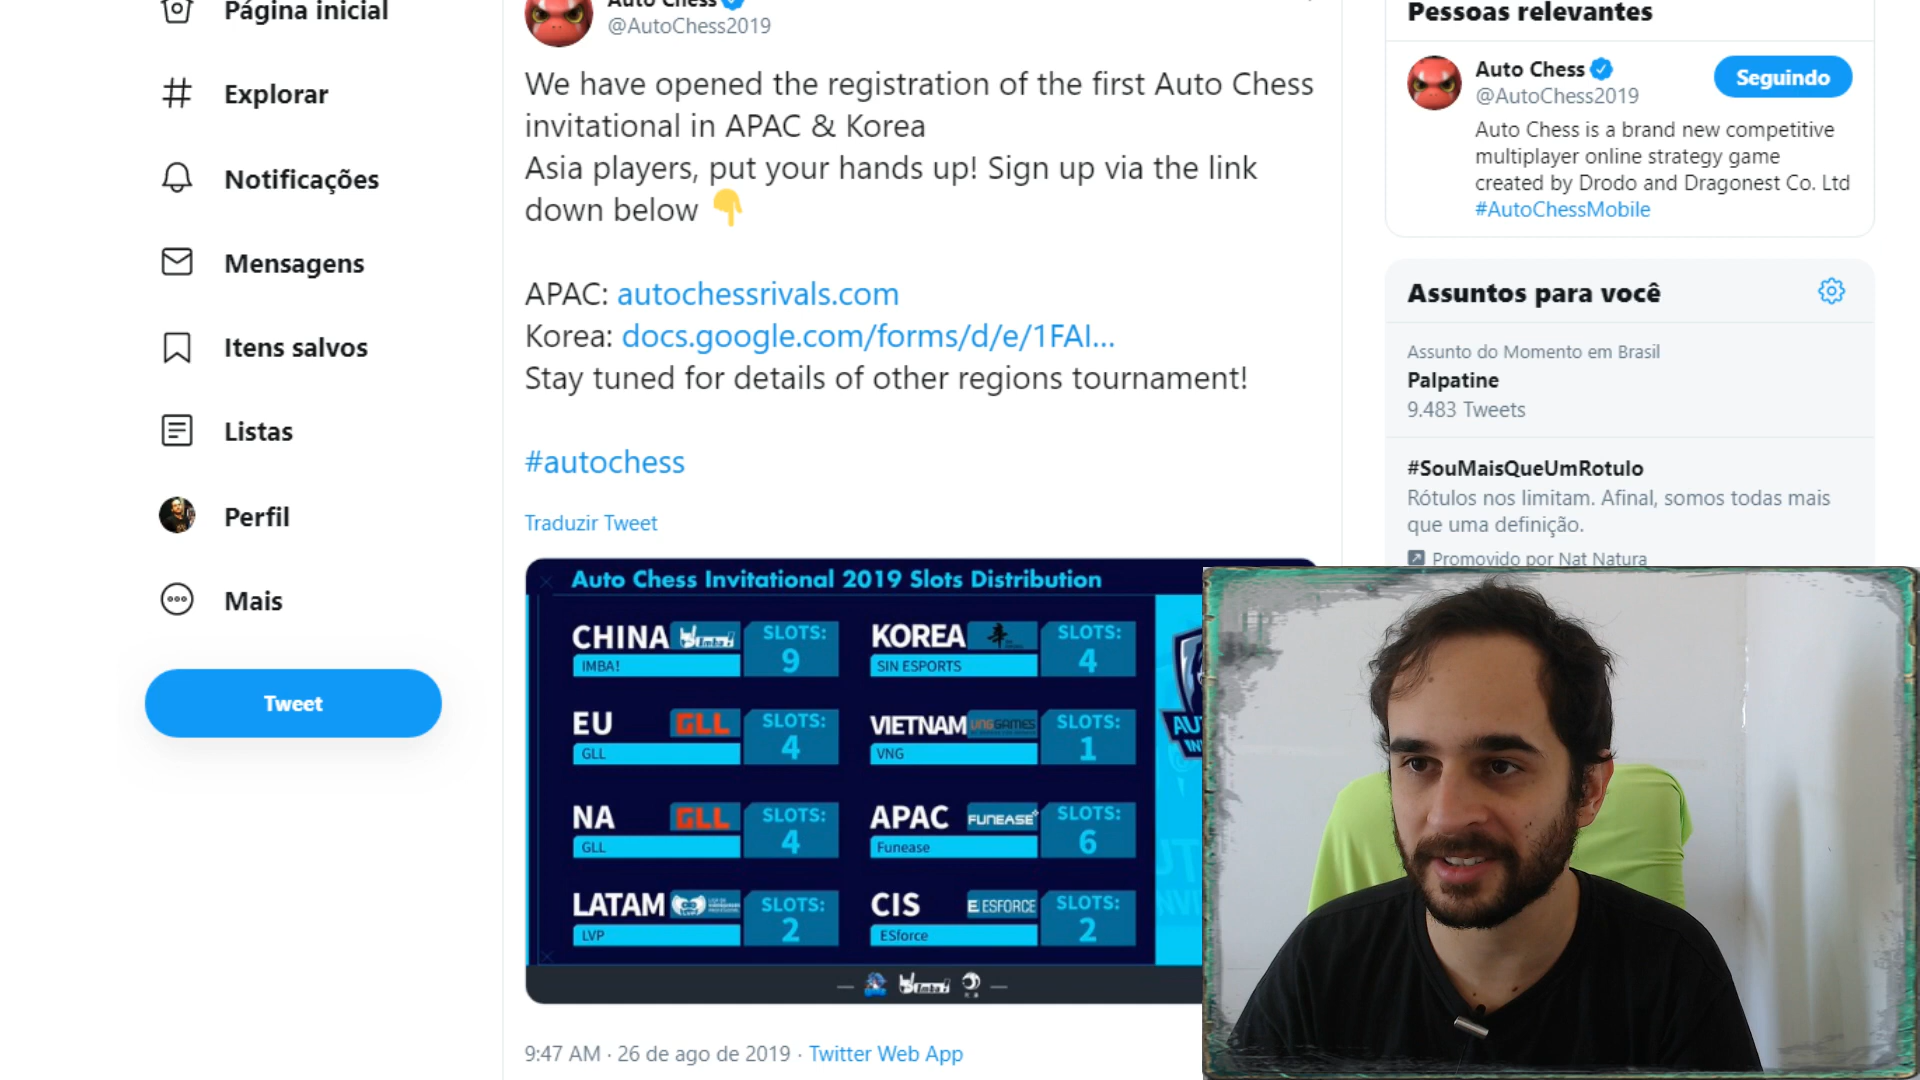 Página inicial
Explorar
Notificações
Mensagens
Itens salvos
Listas
Perfil
Mais
Tweet
Auto Chess
@AutoChess2019
We have opened the registration of the first Auto Chess
invitational in APAC & Korea
Asia players, put your hands up! Sign up via the link
down below 👇
APAC: autochessrivals.com
Korea: docs.google.com/forms/d/e/1FAI...
Stay tuned for details of other regions tournament!
#autochess
Traduzir Tweet
Auto Chess Invitational 2019 Slots Distribution
CHINA Imba! SLOTS: 9
IMBA!
KOREA SLOTS: 4
SIN ESPORTS
EU GLL SLOTS: 4
GLL
VIETNAM VNGGAMES SLOTS: 1
VNG
NA GLL SLOTS: 4
GLL
APAC FUNEASE SLOTS: 6
Funease
LATAM SLOTS: 2
LVP
CIS ESFORCE SLOTS: 2
ESforce
Imba!
9:47 AM · 26 de ago de 2019 · Twitter Web App
Pessoas relevantes
Auto Chess
@AutoChess2019
Seguindo
Auto Chess is a brand new competitive
multiplayer online strategy game
created by Drodo and Dragonest Co. Ltd
#AutoChessMobile
Assuntos para você
Assunto do Momento em Brasil
Palpatine
9.483 Tweets
#SouMaisQueUmRotulo
Rótulos nos limitam. Afinal, somos todas mais
que uma definição.
Promovido por Nat Natura